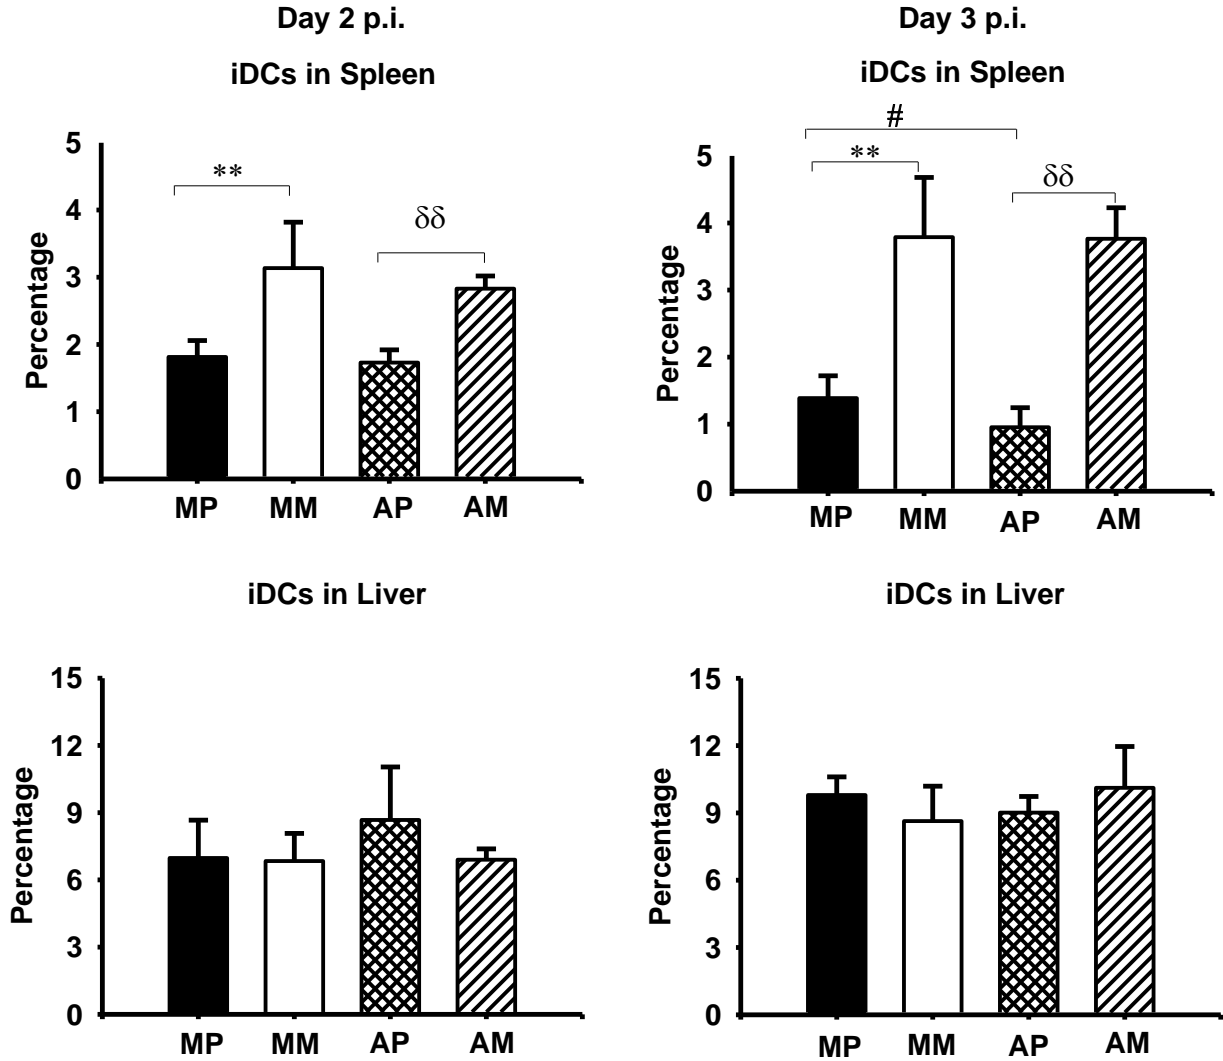 Day 2 p.i.
iDCs in Spleen
Percentage
5
4
3
2
1
0
**
δδ
MP MM AP AM
Day 3 p.i.
iDCs in Spleen
Percentage
5
4
3
2
1
0
#
**
δδ
MP MM AP AM
iDCs in Liver
Percentage
15
12
9
6
3
0
MP MM AP AM
iDCs in Liver
Percentage
15
12
9
6
3
0
MP MM AP AM